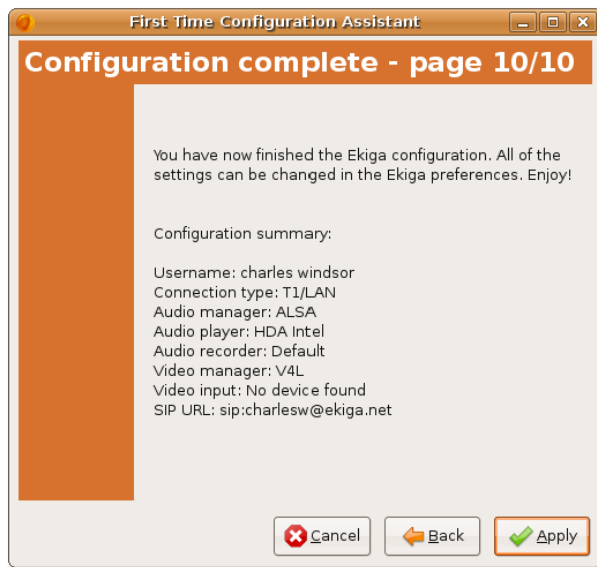 First Time Configuration Assistant
Configuration complete - page 10/10
You have now finished the Ekiga configuration. All of the
settings can be changed in the Ekiga preferences. Enjoy!
Configuration summary:
Username: charles windsor
Connection type: T1/LAN
Audio manager: ALSA
Audio player: HDA Intel
Audio recorder: Default
Video manager: V4L
Video input: No device found
SIP URL: sip:charlesw@ekiga.net
Cancel Back Apply